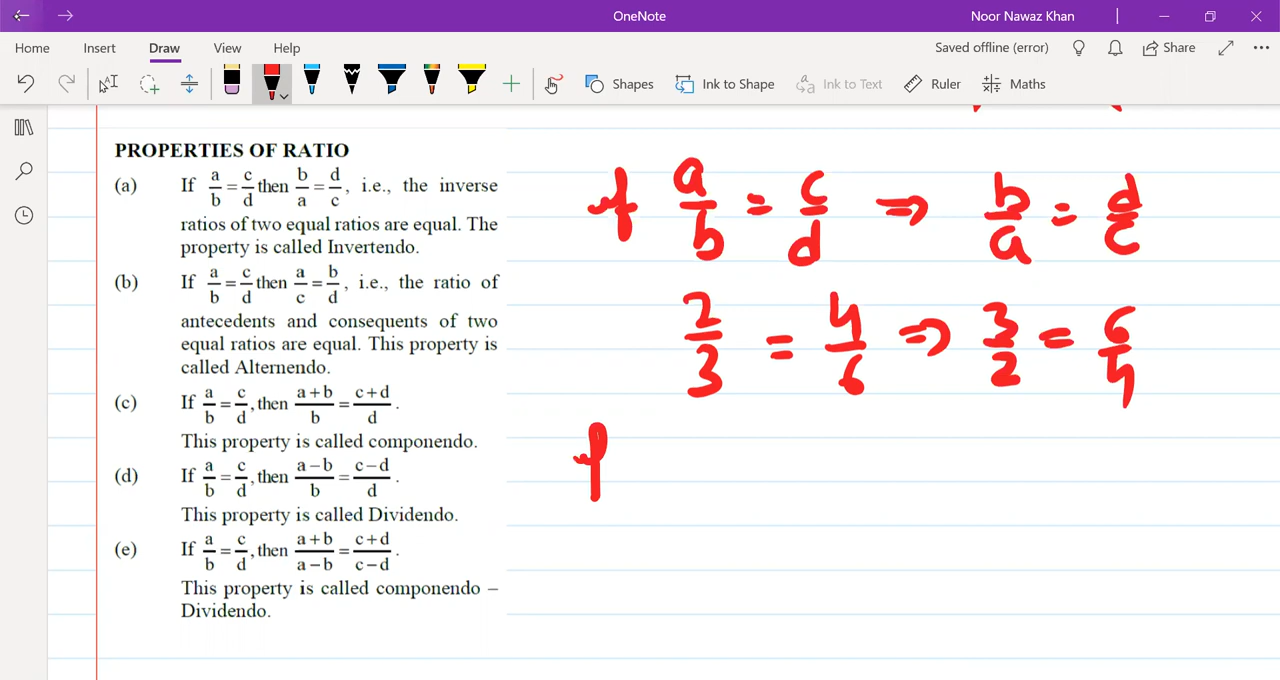 OneNote
Noor Nawaz Khan
Home Insert Draw View Help
Saved offline (error)
Share
Shapes Ink to Shape Ink to Text Ruler Maths
PROPERTIES OF RATIO
(a) If a/b = c/d then b/a = d/c, i.e., the inverse
ratios of two equal ratios are equal. The
property is called Invertendo.
(b) If a/b = c/d then a/c = b/d, i.e., the ratio of
antecedents and consequents of two
equal ratios are equal. This property is
called Alternendo.
(c) If a/b = c/d, then (a+b)/b = (c+d)/d.
This property is called componendo.
(d) If a/b = c/d, then (a−b)/b = (c−d)/d.
This property is called Dividendo.
(e) If a/b = c/d, then (a+b)/(a−b) = (c+d)/(c−d).
This property is called componendo –
Dividendo.
if a/b = c/d ⇒ b/a = d/c
2/3 = 4/6 ⇒ 3/2 = 6/4